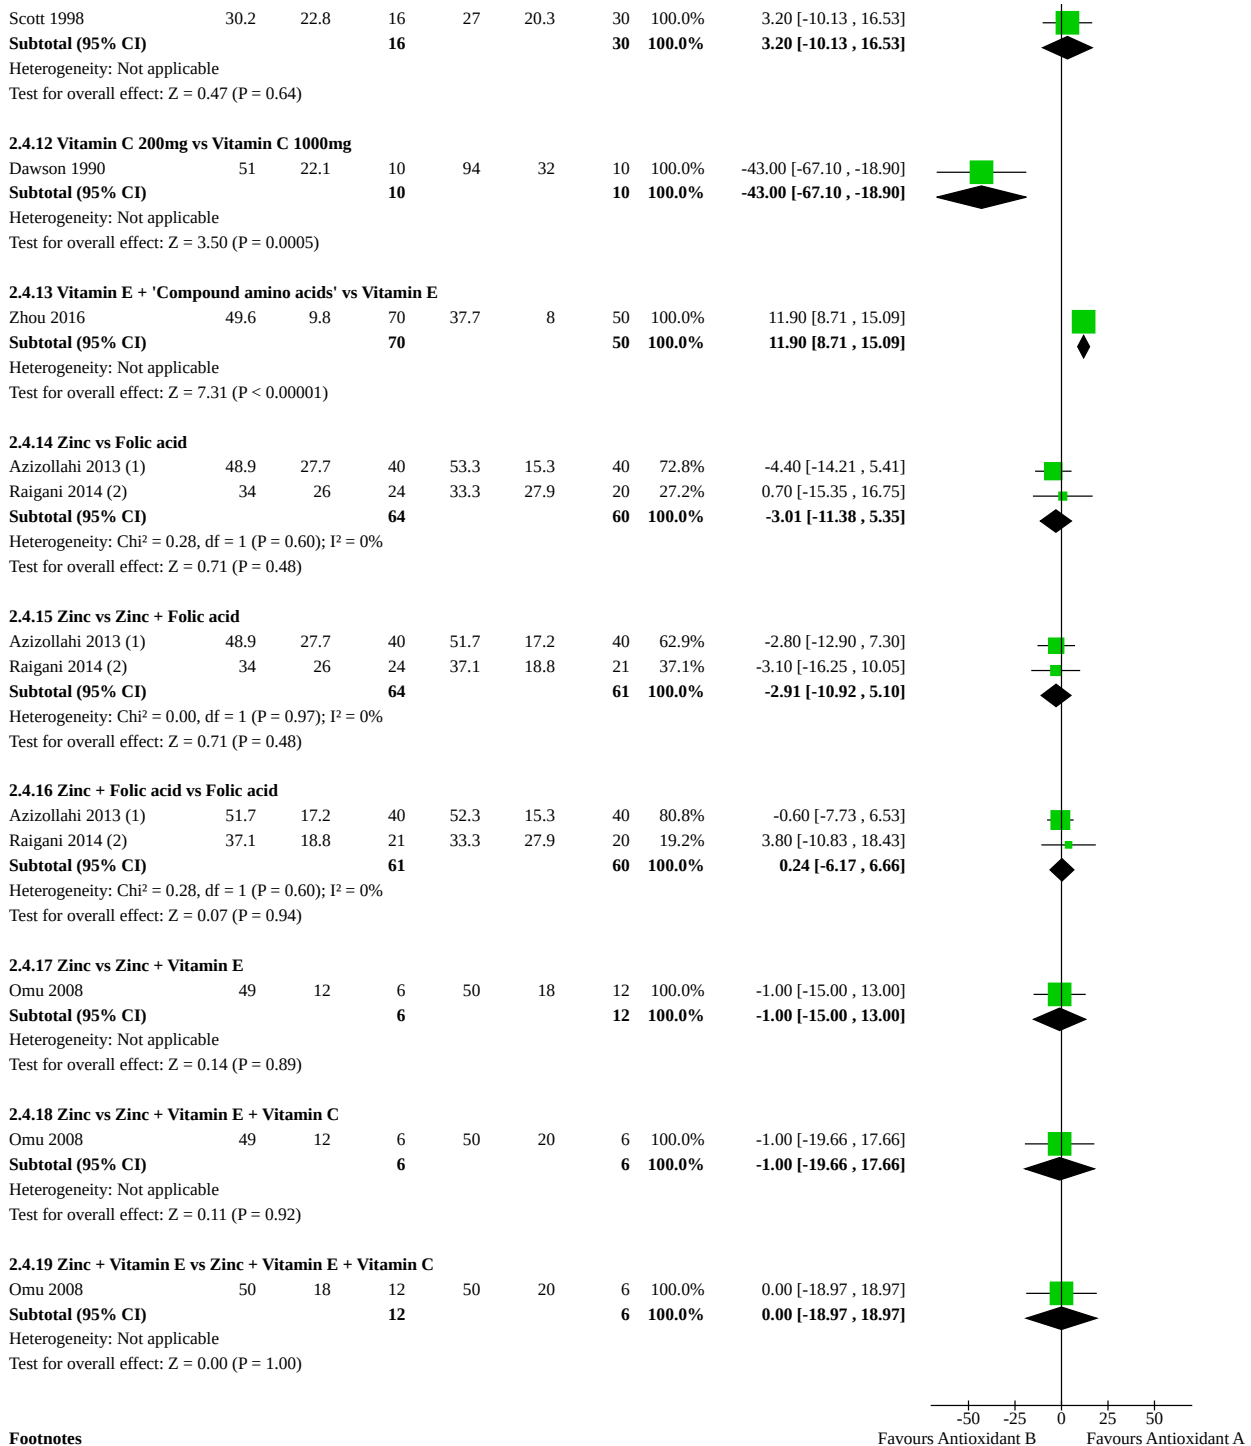 Scott 1998 30.2 22.8 16 27 20.3 30 100.0% 3.20 [-10.13 , 16.53]
Subtotal (95% CI) 16 30 100.0% 3.20 [-10.13 , 16.53]
Heterogeneity: Not applicable
Test for overall effect: Z = 0.47 (P = 0.64)
2.4.12 Vitamin C 200mg vs Vitamin C 1000mg
Dawson 1990 51 22.1 10 94 32 10 100.0% -43.00 [-67.10 , -18.90]
Subtotal (95% CI) 10 10 100.0% -43.00 [-67.10 , -18.90]
Heterogeneity: Not applicable
Test for overall effect: Z = 3.50 (P = 0.0005)
2.4.13 Vitamin E + 'Compound amino acids' vs Vitamin E
Zhou 2016 49.6 9.8 70 37.7 8 50 100.0% 11.90 [8.71 , 15.09]
Subtotal (95% CI) 70 50 100.0% 11.90 [8.71 , 15.09]
Heterogeneity: Not applicable
Test for overall effect: Z = 7.31 (P < 0.00001)
2.4.14 Zinc vs Folic acid
Azizollahi 2013 (1) 48.9 27.7 40 53.3 15.3 40 72.8% -4.40 [-14.21 , 5.41]
Raigani 2014 (2) 34 26 24 33.3 27.9 20 27.2% 0.70 [-15.35 , 16.75]
Subtotal (95% CI) 64 60 100.0% -3.01 [-11.38 , 5.35]
Heterogeneity: Chi² = 0.28, df = 1 (P = 0.60); I² = 0%
Test for overall effect: Z = 0.71 (P = 0.48)
2.4.15 Zinc vs Zinc + Folic acid
Azizollahi 2013 (1) 48.9 27.7 40 51.7 17.2 40 62.9% -2.80 [-12.90 , 7.30]
Raigani 2014 (2) 34 26 24 37.1 18.8 21 37.1% -3.10 [-16.25 , 10.05]
Subtotal (95% CI) 64 61 100.0% -2.91 [-10.92 , 5.10]
Heterogeneity: Chi² = 0.00, df = 1 (P = 0.97); I² = 0%
Test for overall effect: Z = 0.71 (P = 0.48)
2.4.16 Zinc + Folic acid vs Folic acid
Azizollahi 2013 (1) 51.7 17.2 40 52.3 15.3 40 80.8% -0.60 [-7.73 , 6.53]
Raigani 2014 (2) 37.1 18.8 21 33.3 27.9 20 19.2% 3.80 [-10.83 , 18.43]
Subtotal (95% CI) 61 60 100.0% 0.24 [-6.17 , 6.66]
Heterogeneity: Chi² = 0.28, df = 1 (P = 0.60); I² = 0%
Test for overall effect: Z = 0.07 (P = 0.94)
2.4.17 Zinc vs Zinc + Vitamin E
Omu 2008 49 12 6 50 18 12 100.0% -1.00 [-15.00 , 13.00]
Subtotal (95% CI) 6 12 100.0% -1.00 [-15.00 , 13.00]
Heterogeneity: Not applicable
Test for overall effect: Z = 0.14 (P = 0.89)
2.4.18 Zinc vs Zinc + Vitamin E + Vitamin C
Omu 2008 49 12 6 50 20 6 100.0% -1.00 [-19.66 , 17.66]
Subtotal (95% CI) 6 6 100.0% -1.00 [-19.66 , 17.66]
Heterogeneity: Not applicable
Test for overall effect: Z = 0.11 (P = 0.92)
2.4.19 Zinc + Vitamin E vs Zinc + Vitamin E + Vitamin C
Omu 2008 50 18 12 50 20 6 100.0% 0.00 [-18.97 , 18.97]
Subtotal (95% CI) 12 6 100.0% 0.00 [-18.97 , 18.97]
Heterogeneity: Not applicable
Test for overall effect: Z = 0.00 (P = 1.00)
-50 -25 0 25 50
Footnotes Favours Antioxidant B Favours Antioxidant A